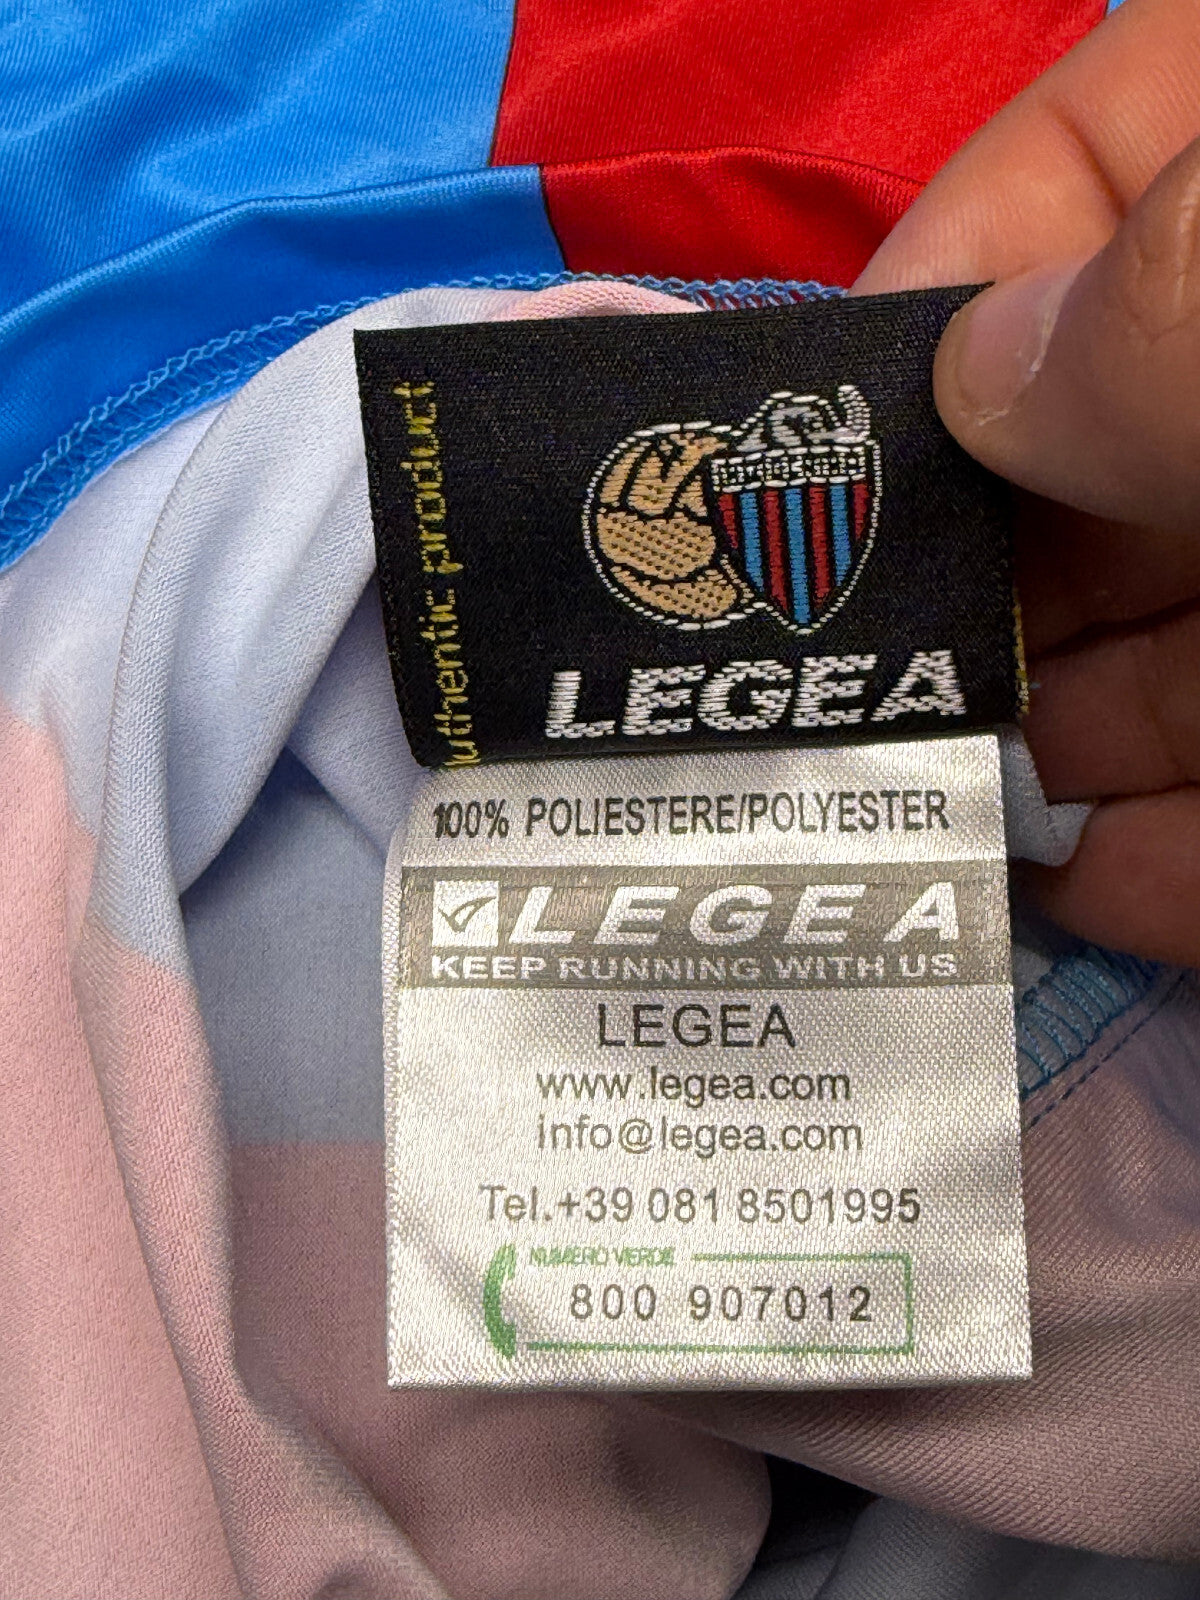 Authentic product
LEGEA
100% POLIESTERE/POLYESTER
LEGEA
KEEP RUNNING WITH US
LEGEA
www.legea.com
info@legea.com
Tel.+39 081 8501995
NUMERO VERDE
800 907012